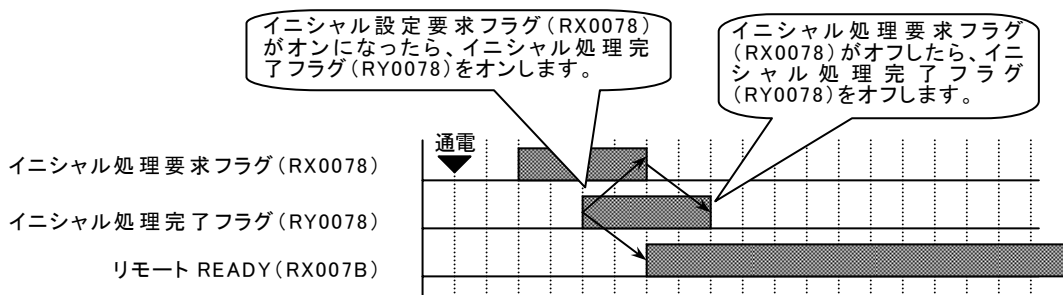 イニシャル設定要求フラグ(RX0078)
がオンになったら、イニシャル処理完
了フラグ(RY0078)をオンします。
イニシャル処理要求フラグ
(RX0078)がオフしたら、イニ
シャル処理完了フラグ
(RY0078)をオフします。
通電
イニシャル処理要求フラグ(RX0078)
イニシャル処理完了フラグ(RY0078)
リモートREADY(RX007B)